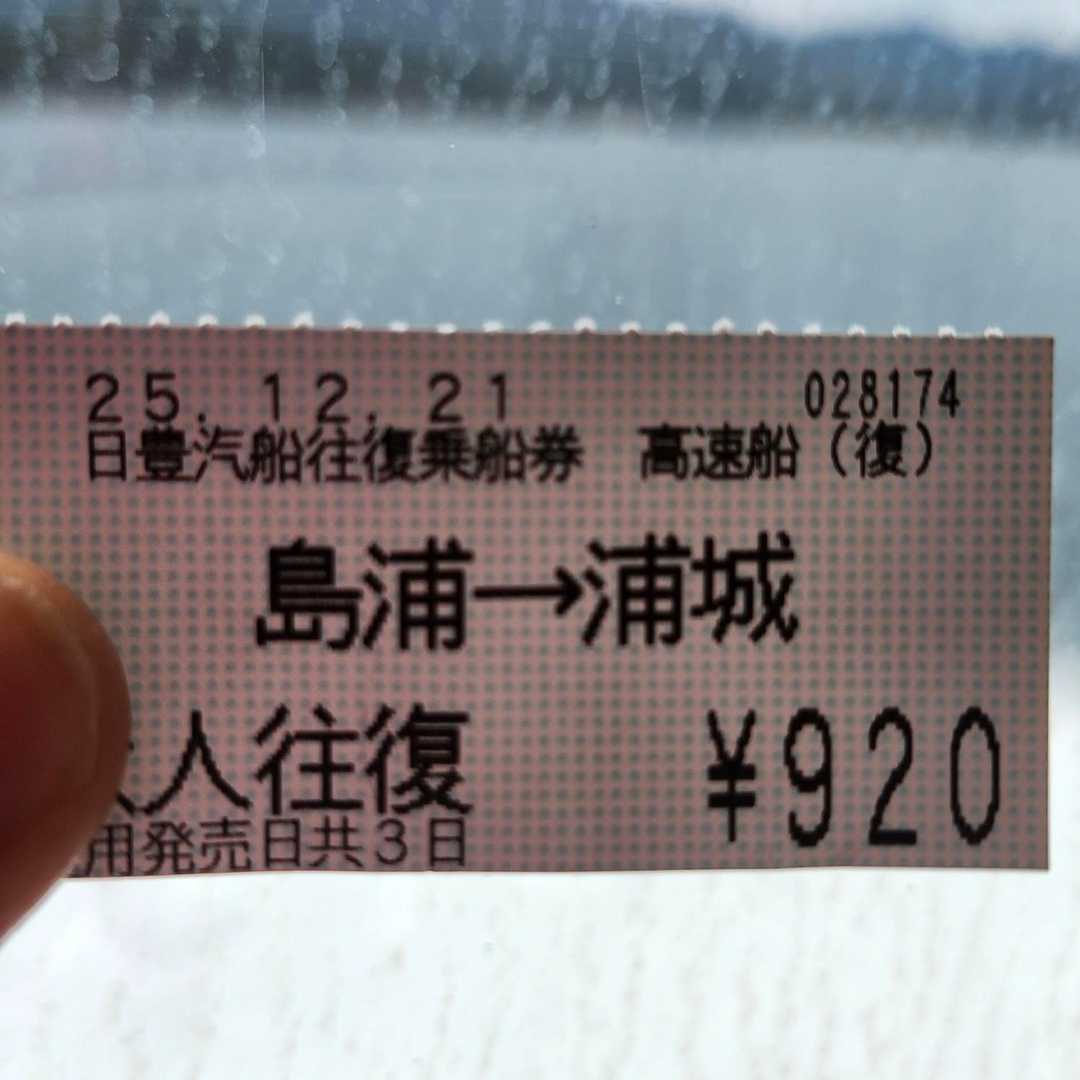 25.12.21 028174
日豊汽船往復乗船券 高速船(復)
島浦→浦城
人往復 ¥920
用発売日共3日